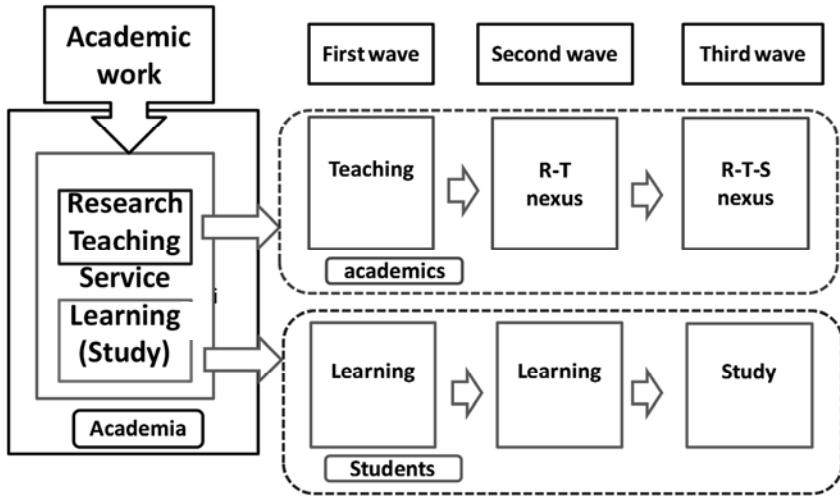 Academic
work
First wave
Second wave
Third wave
Research
Teaching
Service
i
Learning
(Study)
Academia
Teaching
R-T
nexus
R-T-S
nexus
academics
Learning
Learning
Study
Students